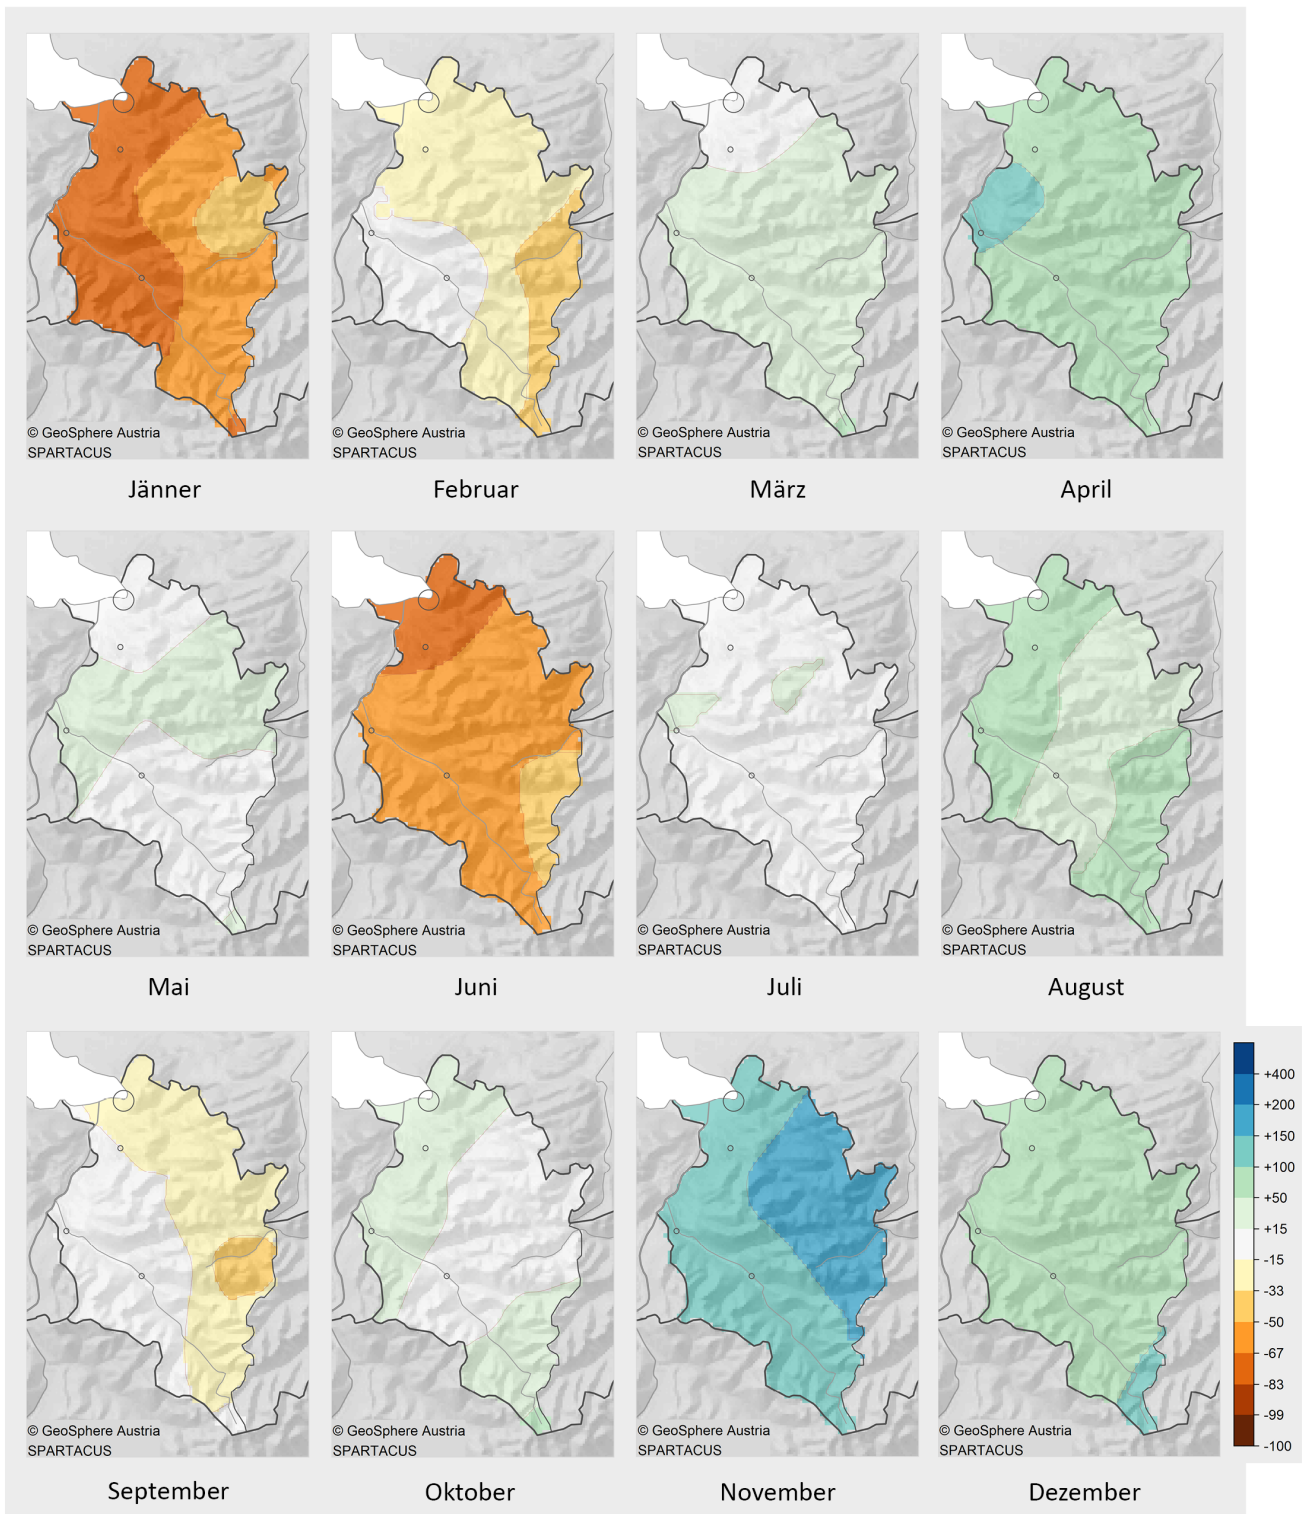 © GeoSphere Austria
SPARTACUS
© GeoSphere Austria
SPARTACUS
© GeoSphere Austria
SPARTACUS
© GeoSphere Austria
SPARTACUS
Jänner
Februar
März
April
© GeoSphere Austria
SPARTACUS
© GeoSphere Austria
SPARTACUS
© GeoSphere Austria
SPARTACUS
© GeoSphere Austria
SPARTACUS
Mai
Juni
Juli
August
© GeoSphere Austria
SPARTACUS
© GeoSphere Austria
SPARTACUS
© GeoSphere Austria
SPARTACUS
© GeoSphere Austria
SPARTACUS
September
Oktober
November
Dezember
+400
+200
+150
+100
+50
+15
-15
-33
-50
-67
-83
-99
-100